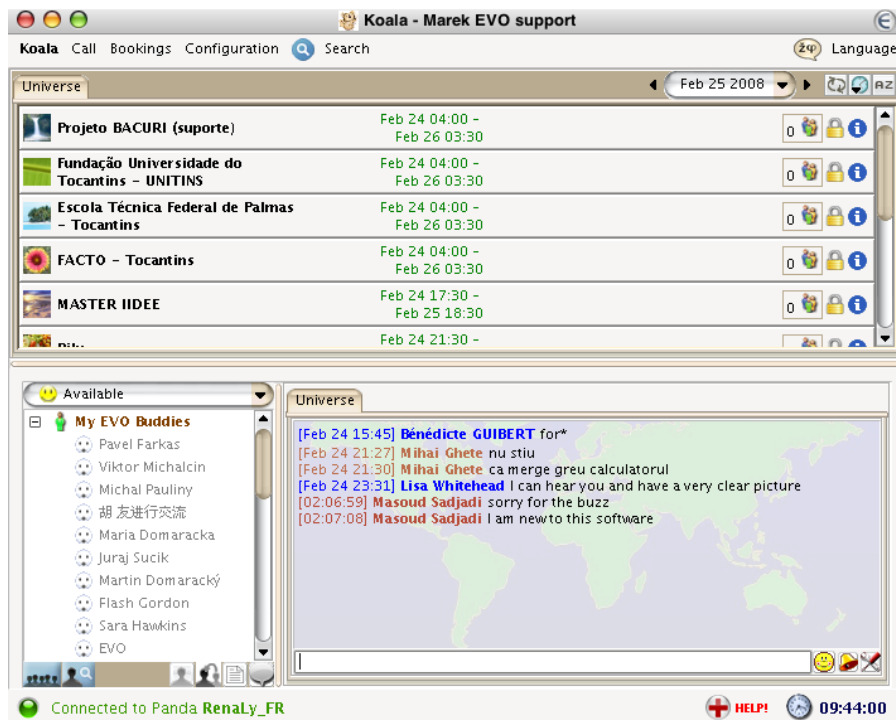 Koala - Marek EVO support
Koala Call Bookings Configuration Search Language
Universe
Feb 25 2008
AZ
Projeto BACURI (suporte)
Feb 24 04:00 -
Feb 26 03:30
0
Fundação Universidade do
Tocantins - UNITINS
Feb 24 04:00 -
Feb 26 03:30
0
Escola Técnica Federal de Palmas
- Tocantins
Feb 24 04:00 -
Feb 26 03:30
0
FACTO - Tocantins
Feb 24 04:00 -
Feb 26 03:30
0
MASTER IIDEE
Feb 24 17:30 -
Feb 25 18:30
0
Feb 24 21:30 -
Available
My EVO Buddies
Pavel Farkas
Viktor Michalcin
Michal Pauliny
胡 友进行交流
Maria Domaracka
Juraj Sucik
Martin Domaracký
Flash Gordon
Sara Hawkins
EVO
Universe
[Feb 24 15:45] Bénédicte GUIBERT for*
[Feb 24 21:27] Mihai Ghete nu stiu
[Feb 24 21:30] Mihai Ghete ca merge greu calculatorul
[Feb 24 23:31] Lisa Whitehead I can hear you and have a very clear picture
[02:06:59] Masoud Sadjadi sorry for the buzz
[02:07:08] Masoud Sadjadi I am new to this software
Connected to Panda RenaLy_FR
HELP!
09:44:00